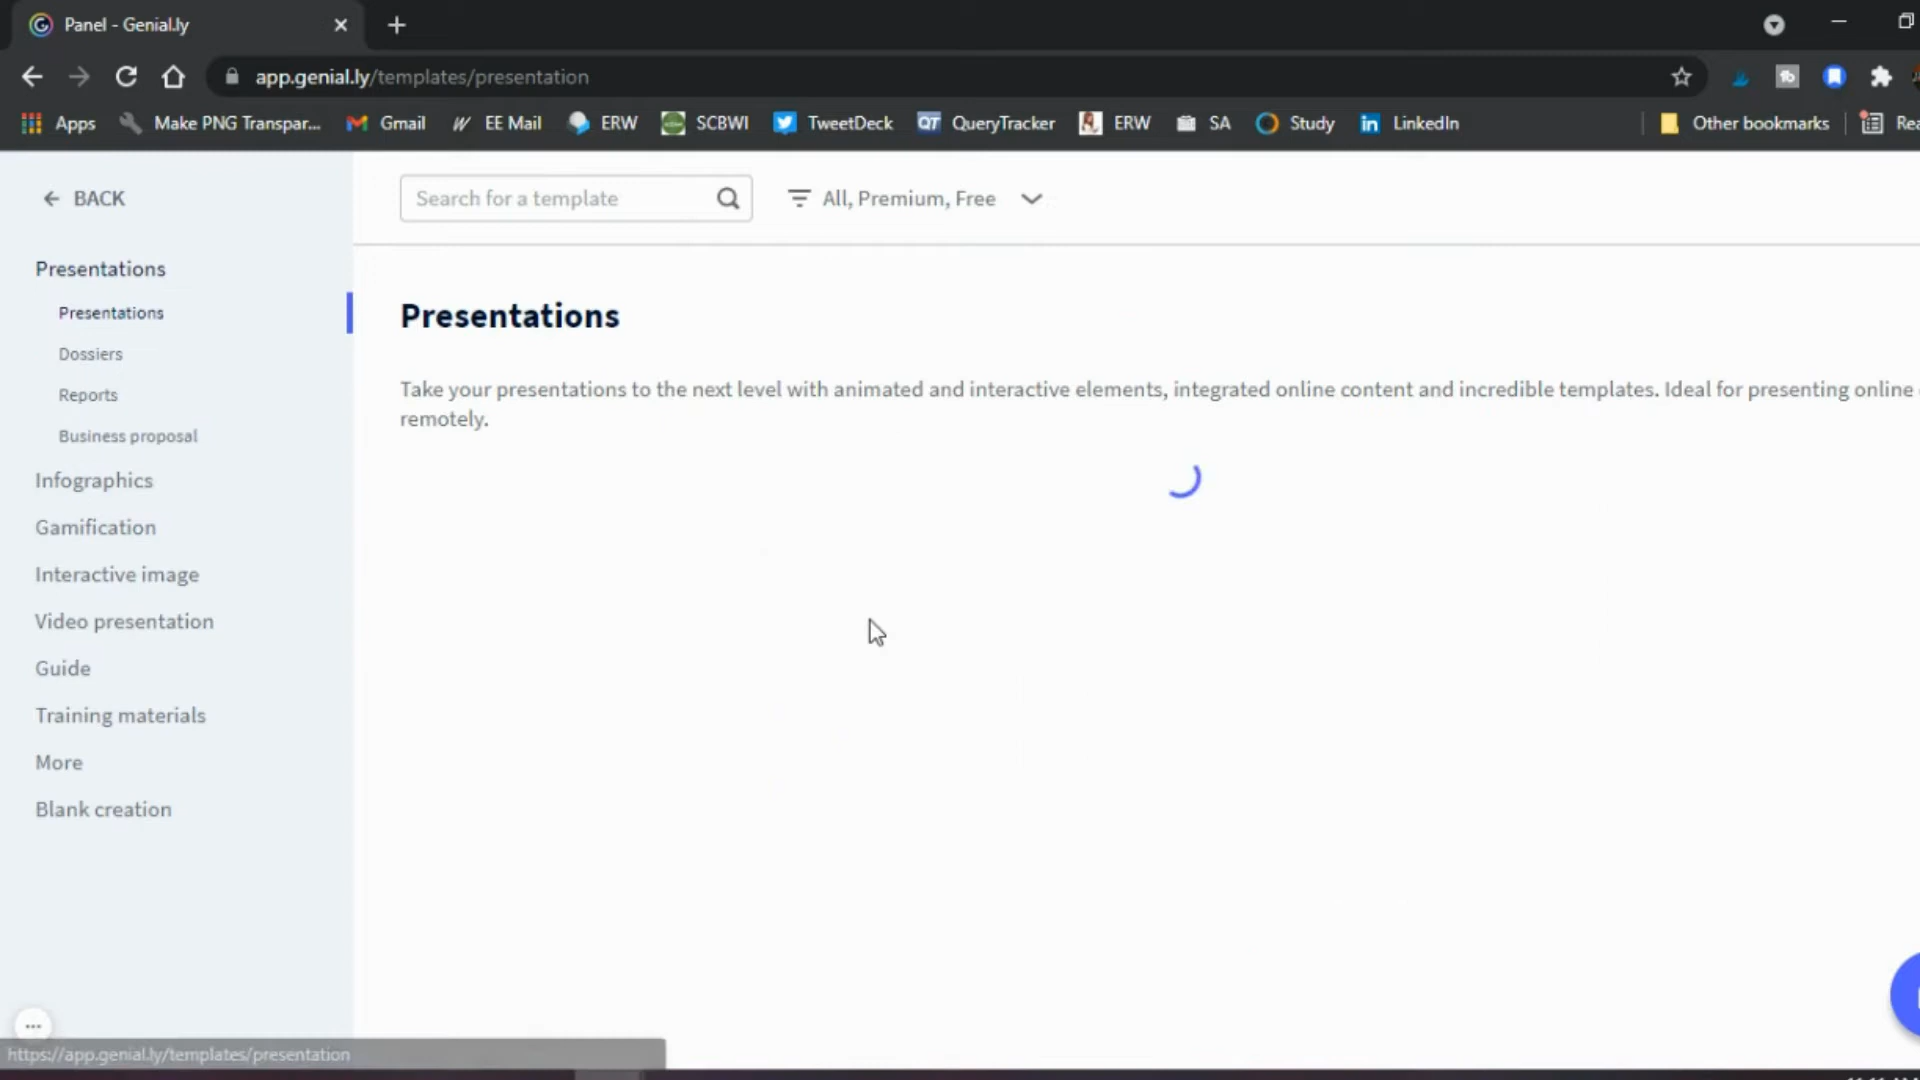 Panel - Genial.ly
app.genial.ly/templates/presentation
Apps Make PNG Transpar... Gmail EE Mail ERW SCBWI TweetDeck QueryTracker ERW SA Study LinkedIn Other bookmarks Rea
BACK
Search for a template All, Premium, Free
Presentations
Presentations
Dossiers
Reports
Business proposal
Infographics
Gamification
Interactive image
Video presentation
Guide
Training materials
More
Blank creation
Presentations
Take your presentations to the next level with animated and interactive elements, integrated online content and incredible templates. Ideal for presenting online
remotely.
https://app.genial.ly/templates/presentation